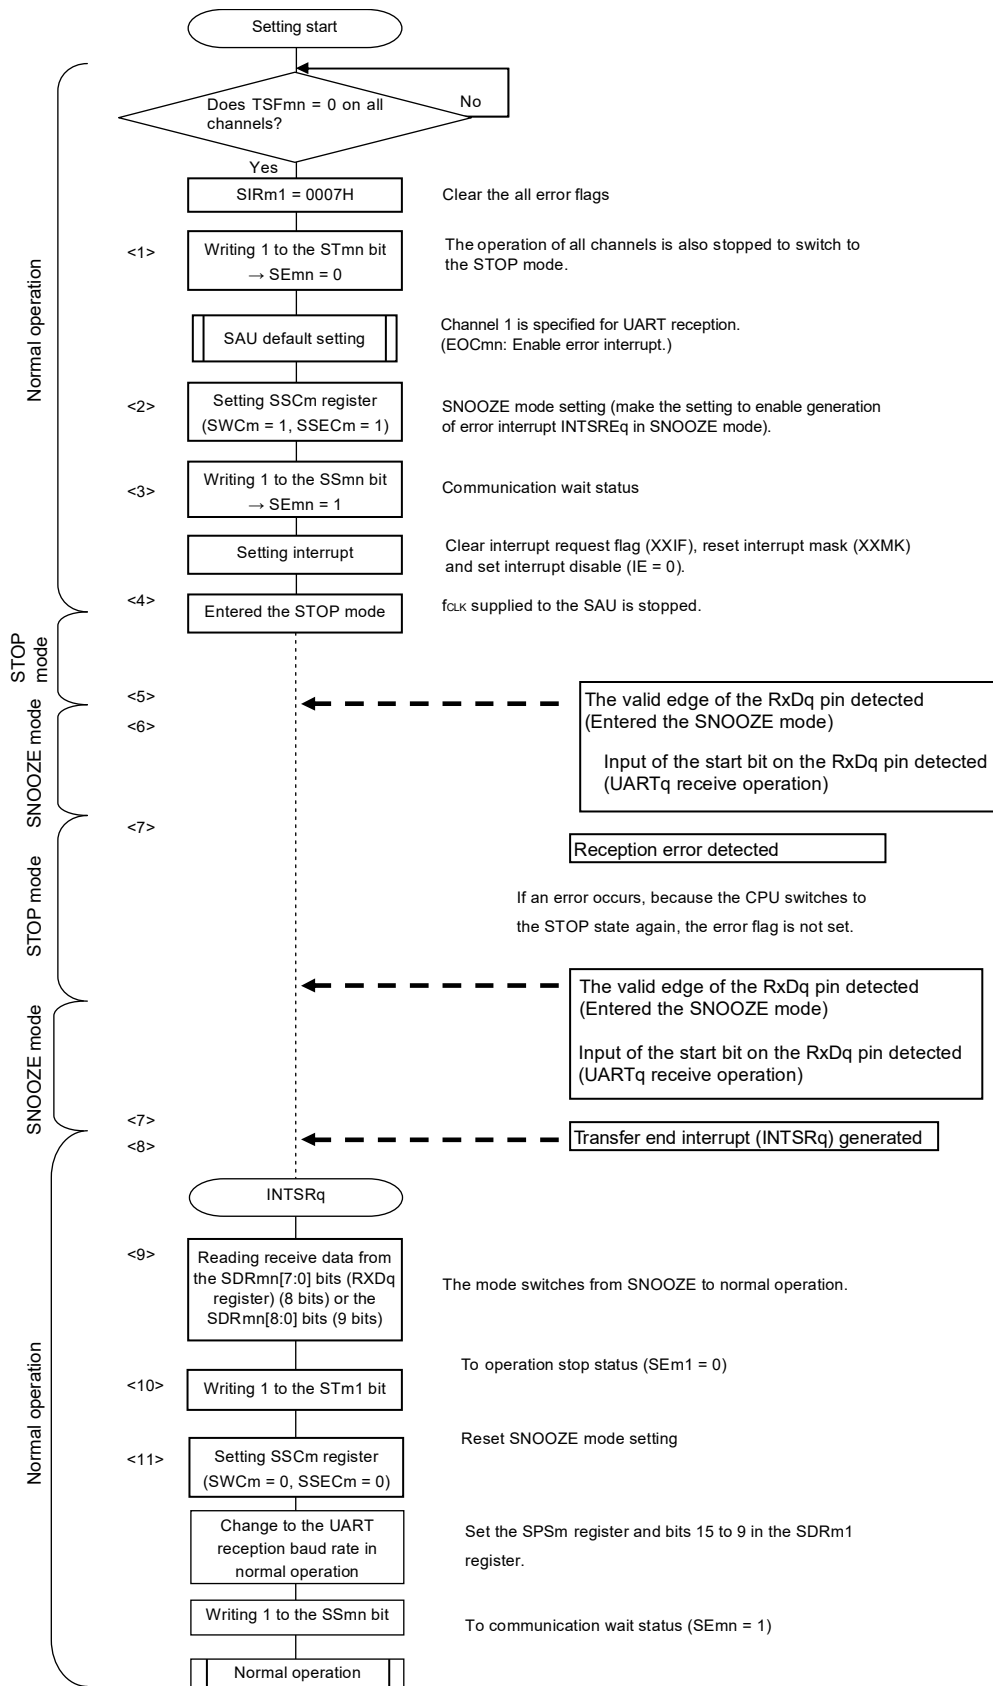 Setting start
Does TSFmn = 0 on all
channels?
No
Yes
SIRm1 = 0007H
Clear the all error flags
<1>
Writing 1 to the STmn bit
→ SEmn = 0
The operation of all channels is also stopped to switch to
the STOP mode.
Normal operation
SAU default setting
Channel 1 is specified for UART reception.
(EOCmn: Enable error interrupt.)
<2>
Setting SSCm register
(SWCm = 1, SSECm = 1)
SNOOZE mode setting (make the setting to enable generation
of error interrupt INTSREq in SNOOZE mode).
<3>
Writing 1 to the SSmn bit
→ SEmn = 1
Communication wait status
Setting interrupt
Clear interrupt request flag (XXIF), reset interrupt mask (XXMK)
and set interrupt disable (IE = 0).
<4>
Entered the STOP mode
fCLK supplied to the SAU is stopped.
STOP
mode
<5>
The valid edge of the RxDq pin detected
(Entered the SNOOZE mode)
<6>
SNOOZE mode
Input of the start bit on the RxDq pin detected
(UARTq receive operation)
<7>
Reception error detected
STOP mode
If an error occurs, because the CPU switches to
the STOP state again, the error flag is not set.
The valid edge of the RxDq pin detected
(Entered the SNOOZE mode)
SNOOZE mode
Input of the start bit on the RxDq pin detected
(UARTq receive operation)
<7>
<8>
Transfer end interrupt (INTSRq) generated
INTSRq
<9>
Reading receive data from
the SDRmn[7:0] bits (RXDq
register) (8 bits) or the
SDRmn[8:0] bits (9 bits)
The mode switches from SNOOZE to normal operation.
Normal operation
<10>
Writing 1 to the STm1 bit
To operation stop status (SEm1 = 0)
<11>
Setting SSCm register
(SWCm = 0, SSECm = 0)
Reset SNOOZE mode setting
Change to the UART
reception baud rate in
normal operation
Set the SPSm register and bits 15 to 9 in the SDRm1
register.
Writing 1 to the SSmn bit
To communication wait status (SEmn = 1)
Normal operation